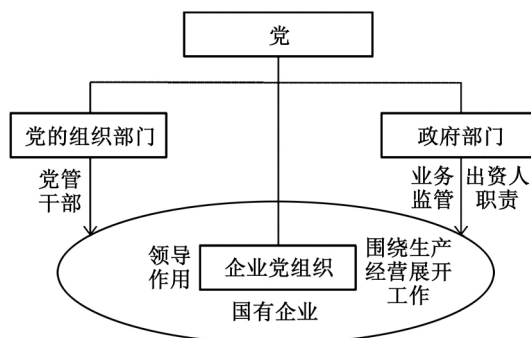 党
党的组织部门
政府部门
党管
干部
业务
监管
出资人
职责
领导
作用
企业党组织
围绕生产
经营展开
工作
国有企业